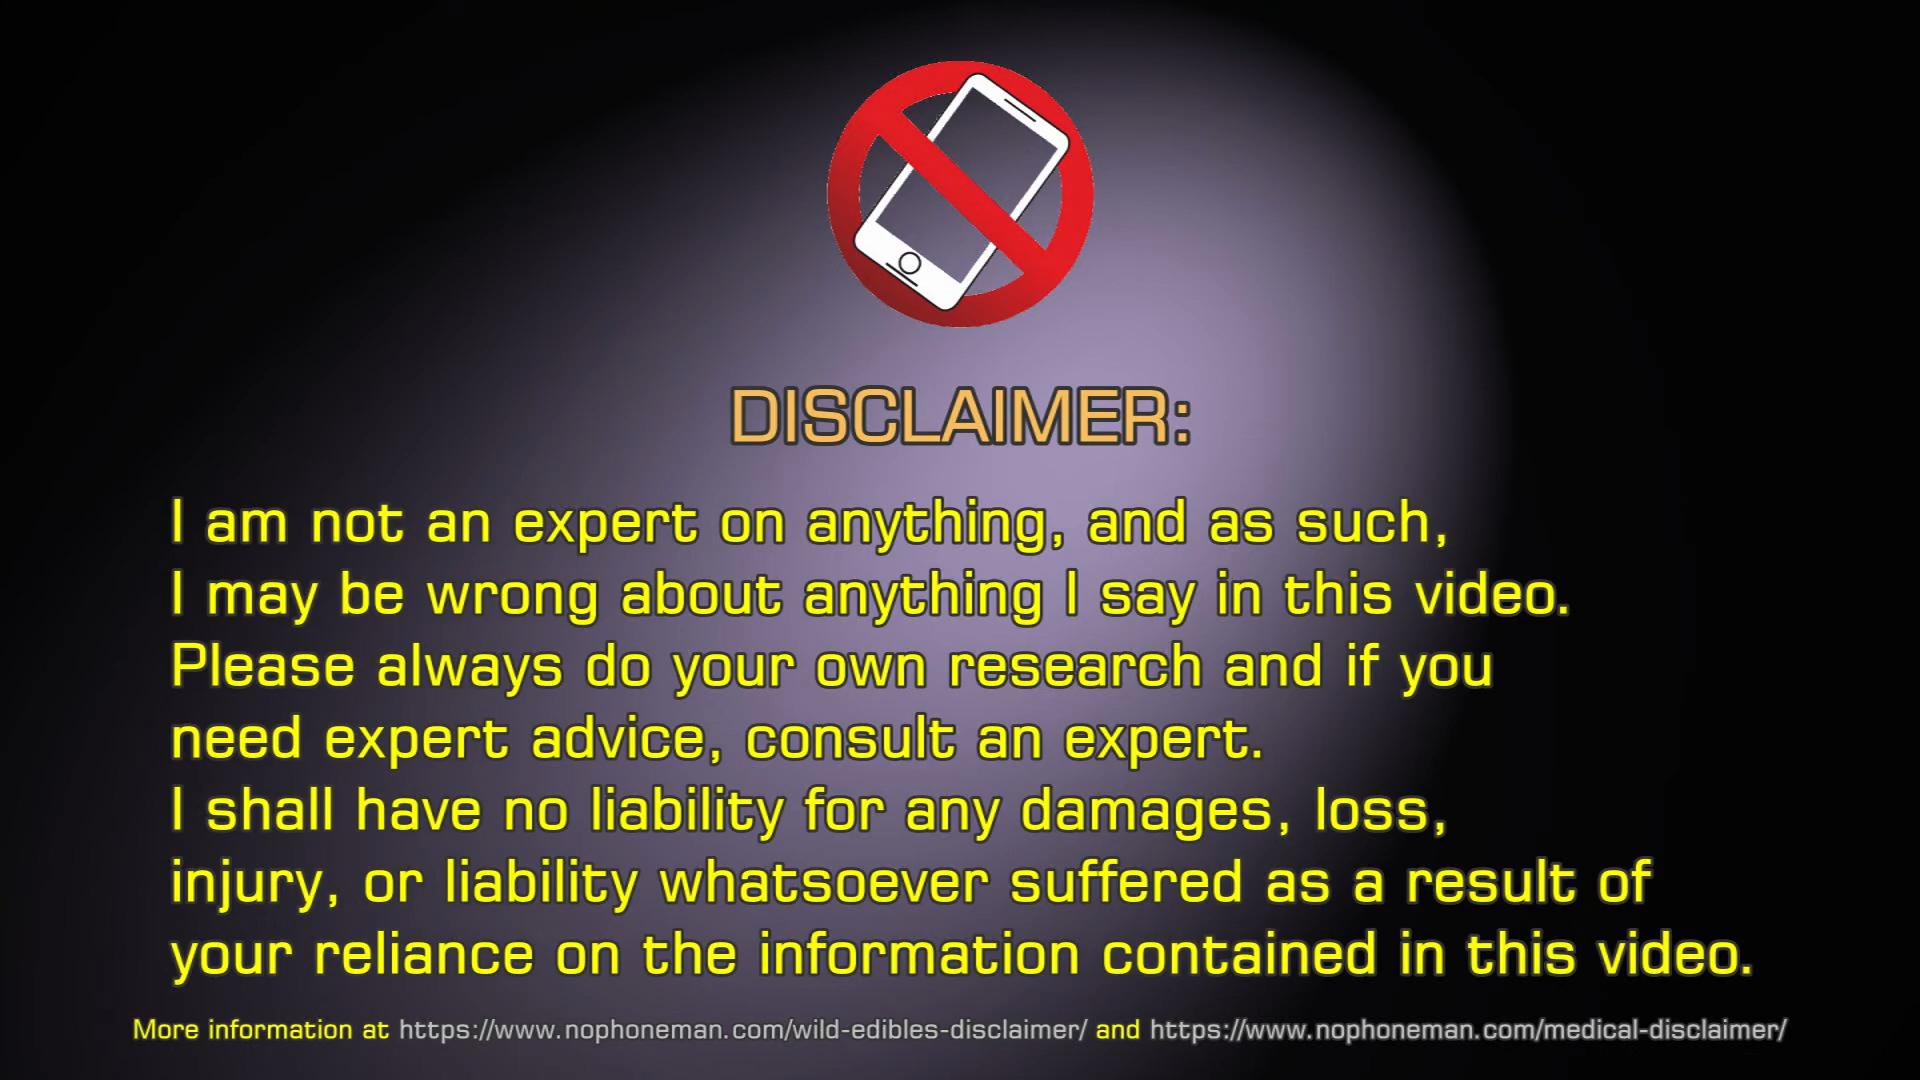 DISCLAIMER:
I am not an expert on anything, and as such,
I may be wrong about anything I say in this video.
Please always do your own research and if you
need expert advice, consult an expert.
I shall have no liability for any damages, loss,
injury, or liability whatsoever suffered as a result of
your reliance on the information contained in this video.
More information at https://www.nophoneman.com/wild-edibles-disclaimer/ and https://www.nophoneman.com/medical-disclaimer/